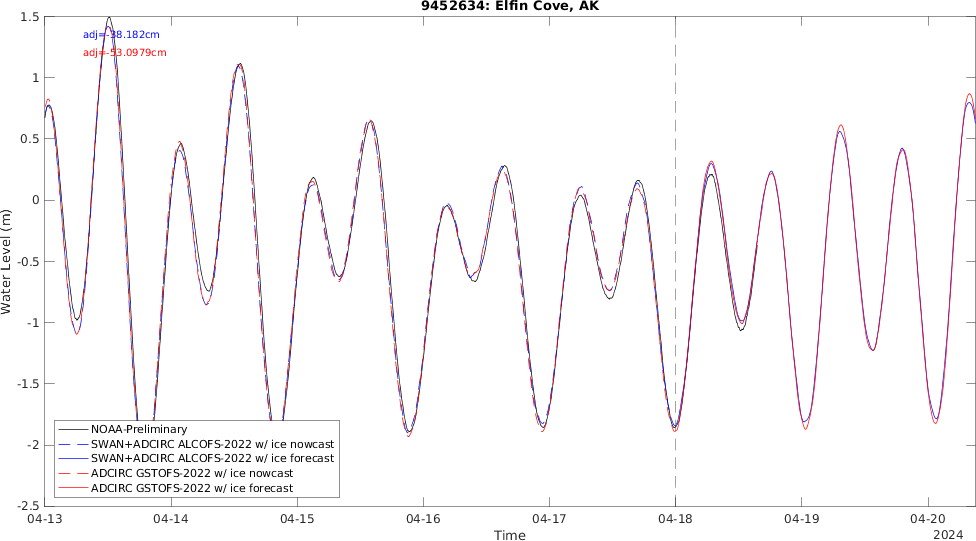 9452634: Elfin Cove, AK
adj=-38.182cm
adj=-53.0979cm
1.5
1
0.5
0
-0.5
-1
-1.5
-2
-2.5
Water Level (m)
NOAA-Preliminary
SWAN+ADCIRC ALCOFS-2022 w/ ice nowcast
SWAN+ADCIRC ALCOFS-2022 w/ ice forecast
ADCIRC GSTOFS-2022 w/ ice nowcast
ADCIRC GSTOFS-2022 w/ ice forecast
04-13 04-14 04-15 04-16 04-17 04-18 04-19 04-20
Time
2024